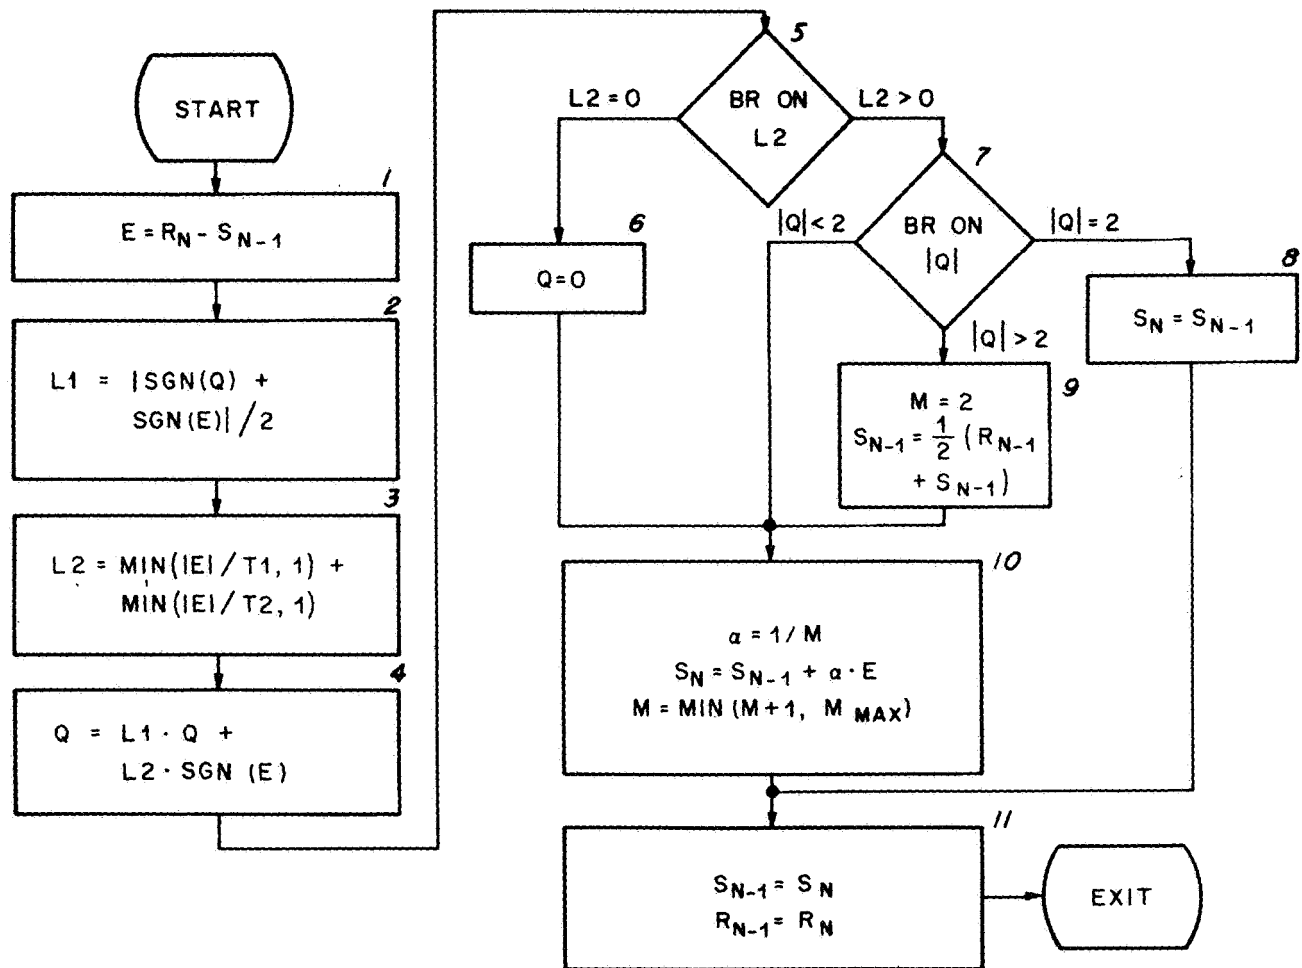 START
1
E = R_N - S_N-1
2
L1 = |SGN(Q) +
SGN(E)| / 2
3
L2 = MIN(|E| / T1, 1) +
MIN(|E| / T2, 1)
4
Q = L1 · Q +
L2 · SGN (E)
5
BR ON
L2
L2 = 0
L2 > 0
6
Q = 0
7
BR ON
|Q|
|Q| < 2
|Q| = 2
|Q| > 2
8
S_N = S_N-1
9
M = 2
S_N-1 = 1/2 ( R_N-1
+ S_N-1)
10
α = 1 / M
S_N = S_N-1 + α · E
M = MIN (M+1, M_MAX)
11
S_N-1 = S_N
R_N-1 = R_N
EXIT